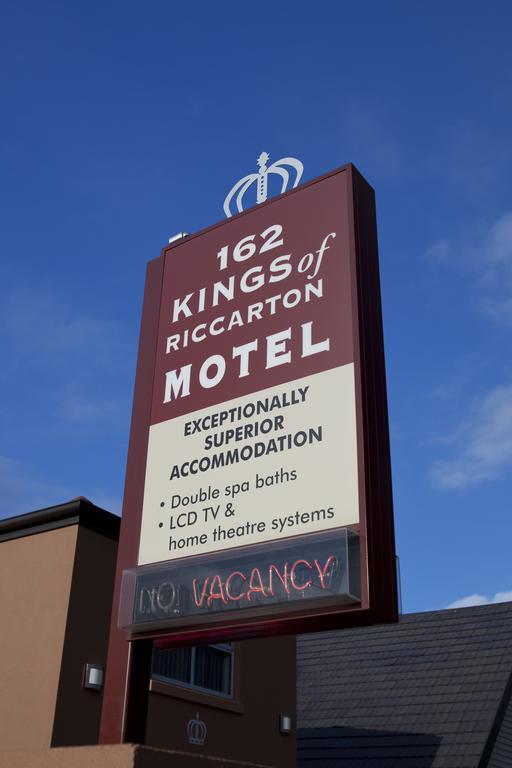 162
KINGS of
RICCARTON
MOTEL
EXCEPTIONALLY
SUPERIOR
ACCOMMODATION
• Double spa baths
• LCD TV &
home theatre systems
NO VACANCY